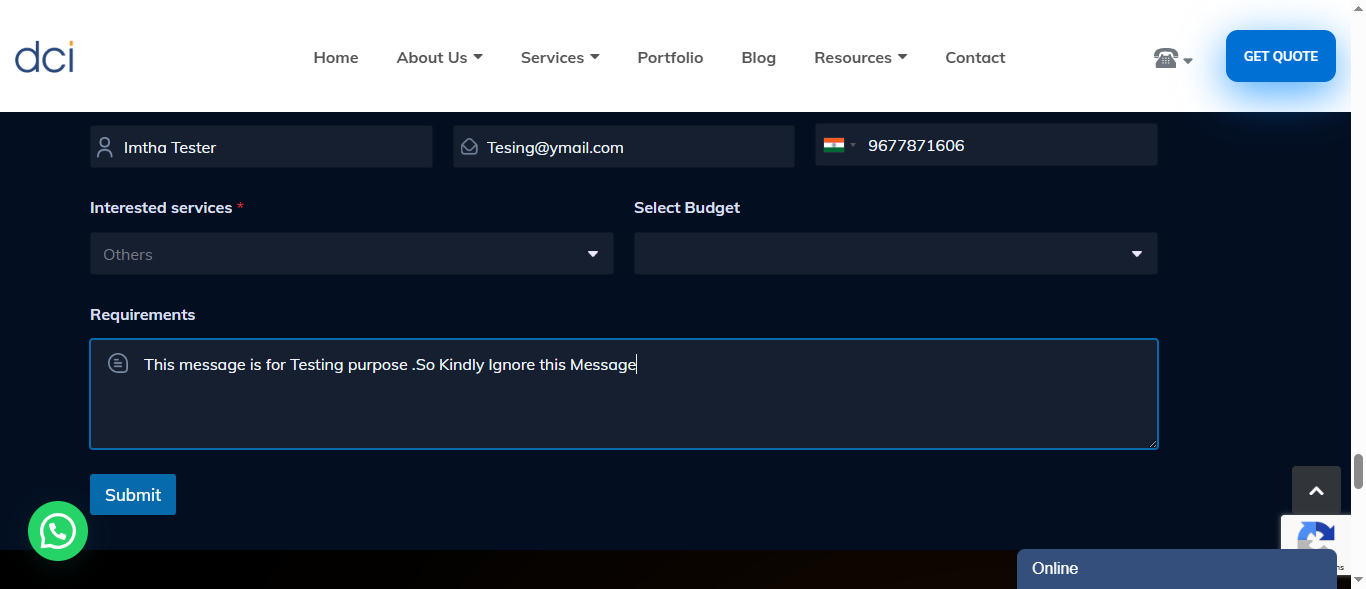 dci
Home About Us Services Portfolio Blog Resources Contact GET QUOTE
Imtha Tester Tesing@ymail.com 9677871606
Interested services * Select Budget
Others
Requirements
This message is for Testing purpose .So Kindly Ignore this Message
Submit
Online